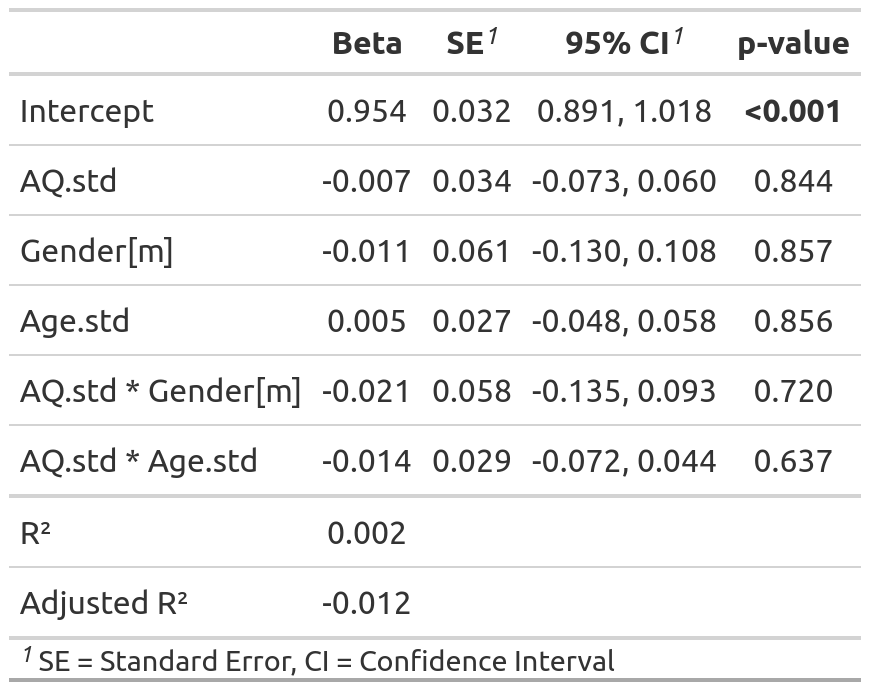 Beta SE¹ 95% CI¹ p-value
Intercept 0.954 0.032 0.891, 1.018 <0.001
AQ.std -0.007 0.034 -0.073, 0.060 0.844
Gender[m] -0.011 0.061 -0.130, 0.108 0.857
Age.std 0.005 0.027 -0.048, 0.058 0.856
AQ.std * Gender[m] -0.021 0.058 -0.135, 0.093 0.720
AQ.std * Age.std -0.014 0.029 -0.072, 0.044 0.637
R² 0.002
Adjusted R² -0.012
¹ SE = Standard Error, CI = Confidence Interval